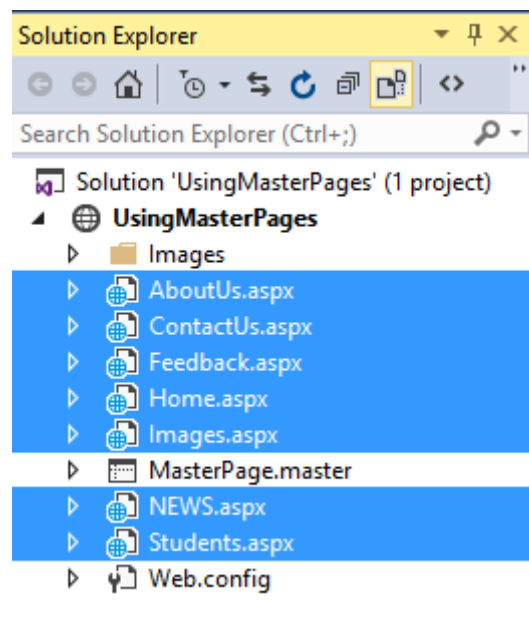 Solution Explorer
Search Solution Explorer (Ctrl+;)
Solution 'UsingMasterPages' (1 project)
UsingMasterPages
Images
AboutUs.aspx
ContactUs.aspx
Feedback.aspx
Home.aspx
Images.aspx
MasterPage.master
NEWS.aspx
Students.aspx
Web.config